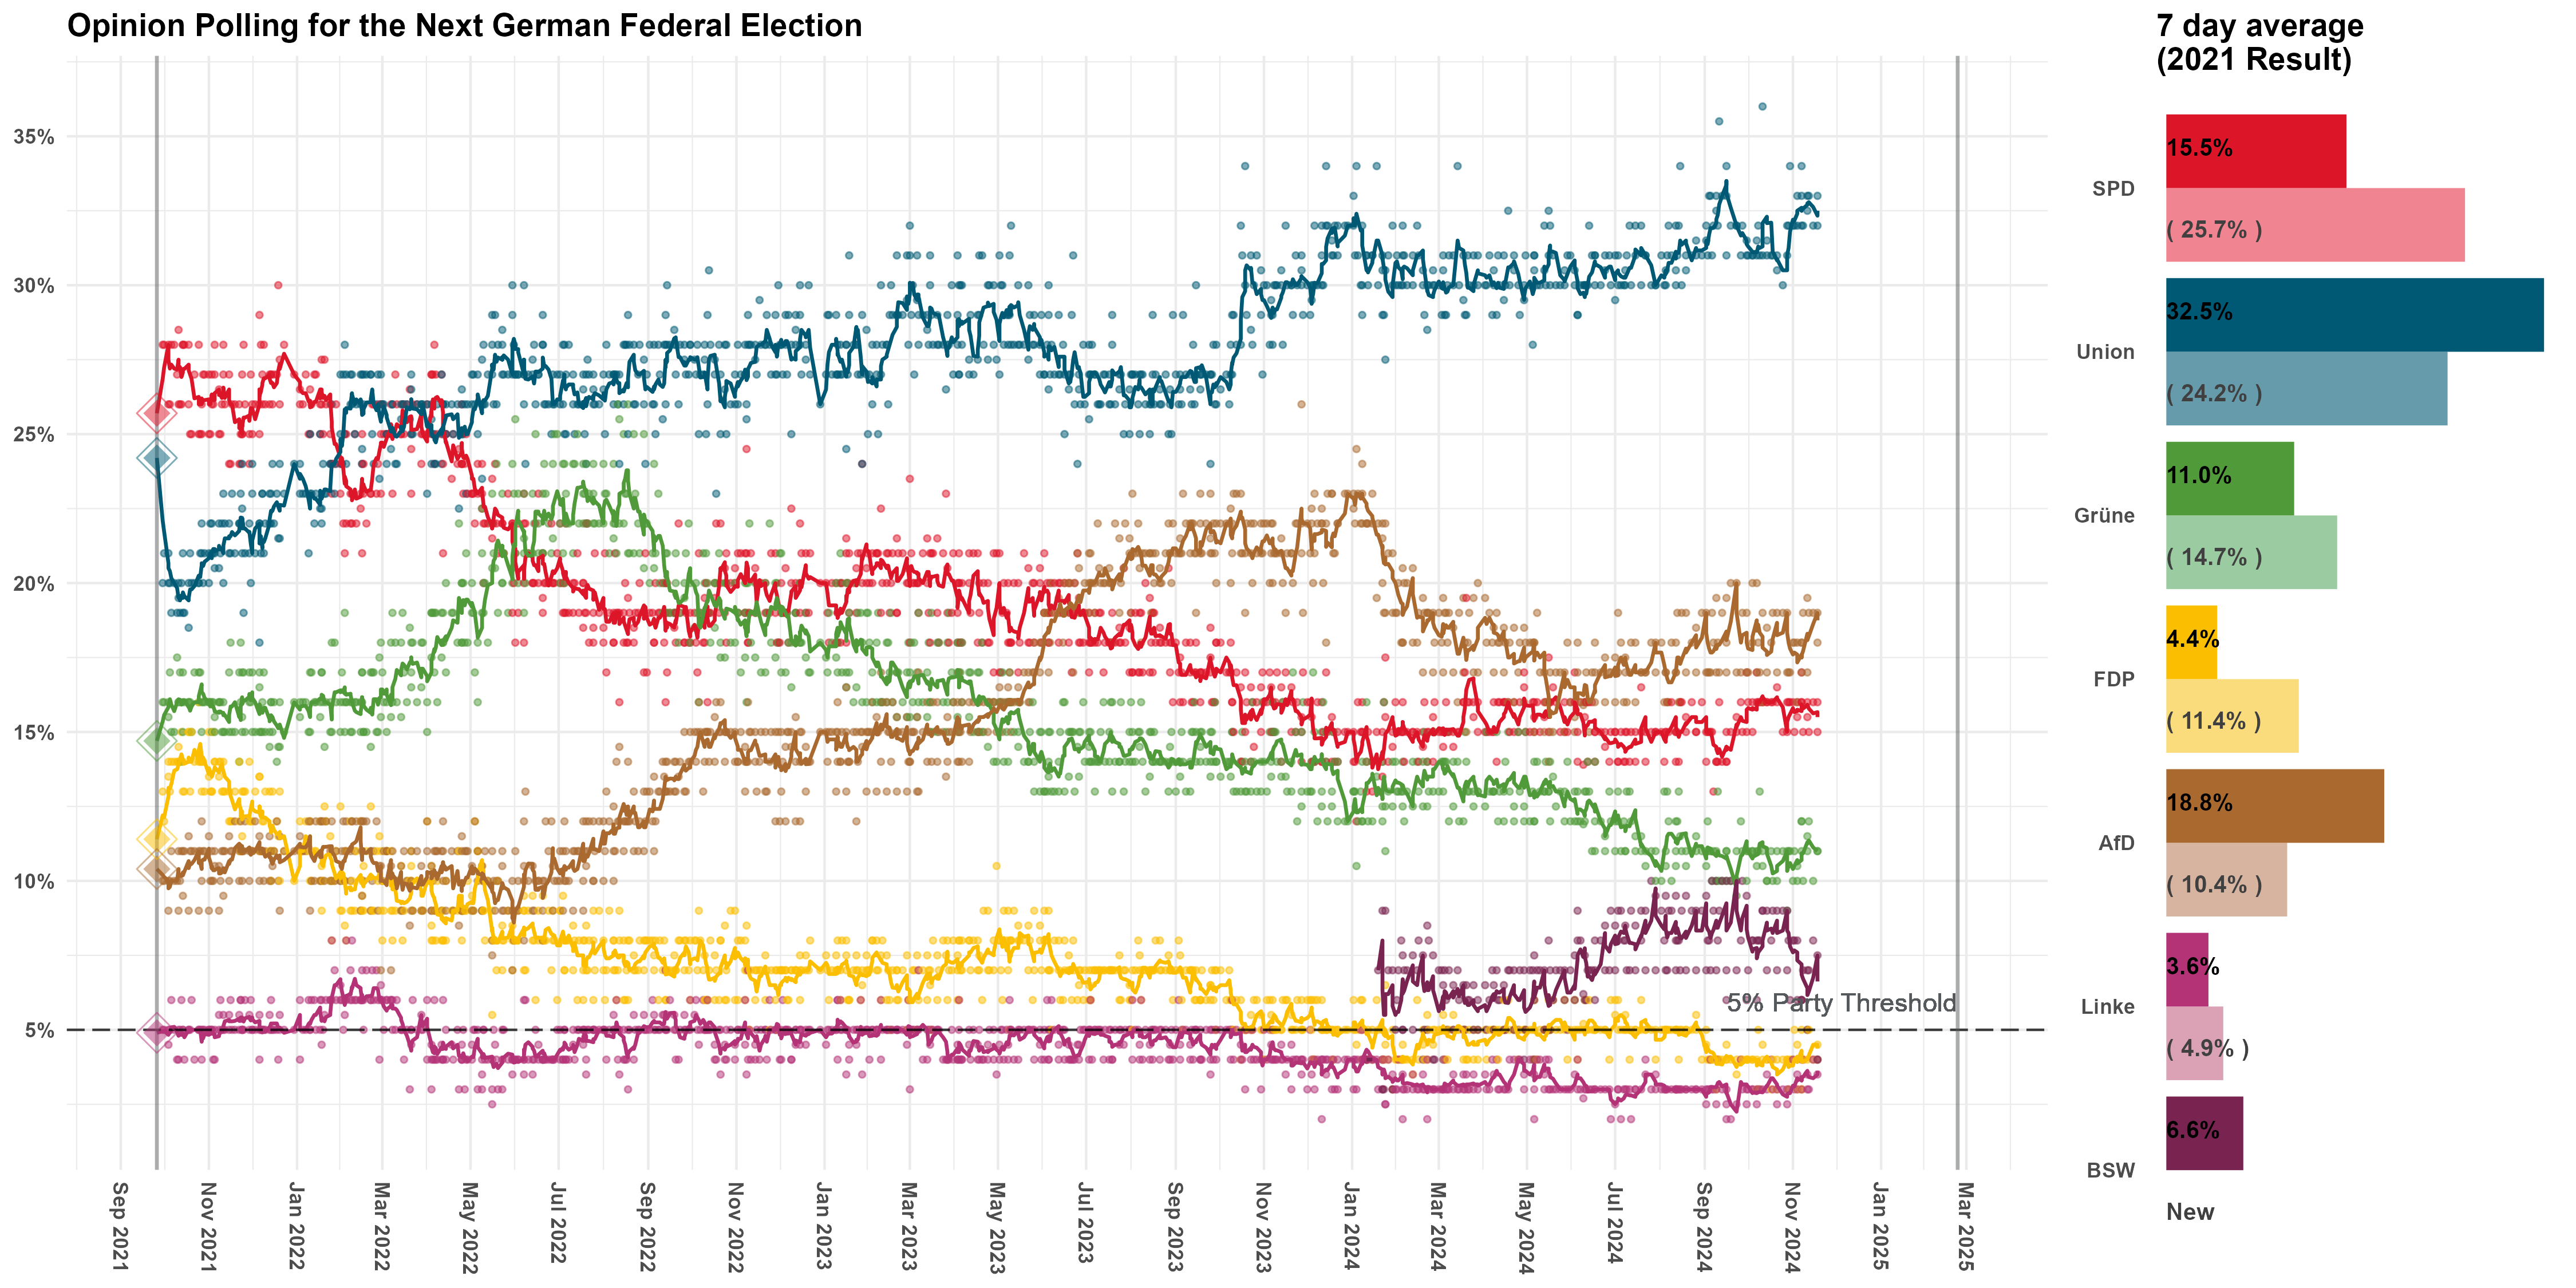 Opinion Polling for the Next German Federal Election
7 day average
(2021 Result)
35%
30%
25%
20%
15%
10%
5%
5% Party Threshold
Sep 2021
Nov 2021
Jan 2022
Mar 2022
May 2022
Jul 2022
Sep 2022
Nov 2022
Jan 2023
Mar 2023
May 2023
Jul 2023
Sep 2023
Nov 2023
Jan 2024
Mar 2024
May 2024
Jul 2024
Sep 2024
Nov 2024
Jan 2025
Mar 2025
SPD
15.5%
( 25.7% )
Union
32.5%
( 24.2% )
Grüne
11.0%
( 14.7% )
FDP
4.4%
( 11.4% )
AfD
18.8%
( 10.4% )
Linke
3.6%
( 4.9% )
BSW
6.6%
New